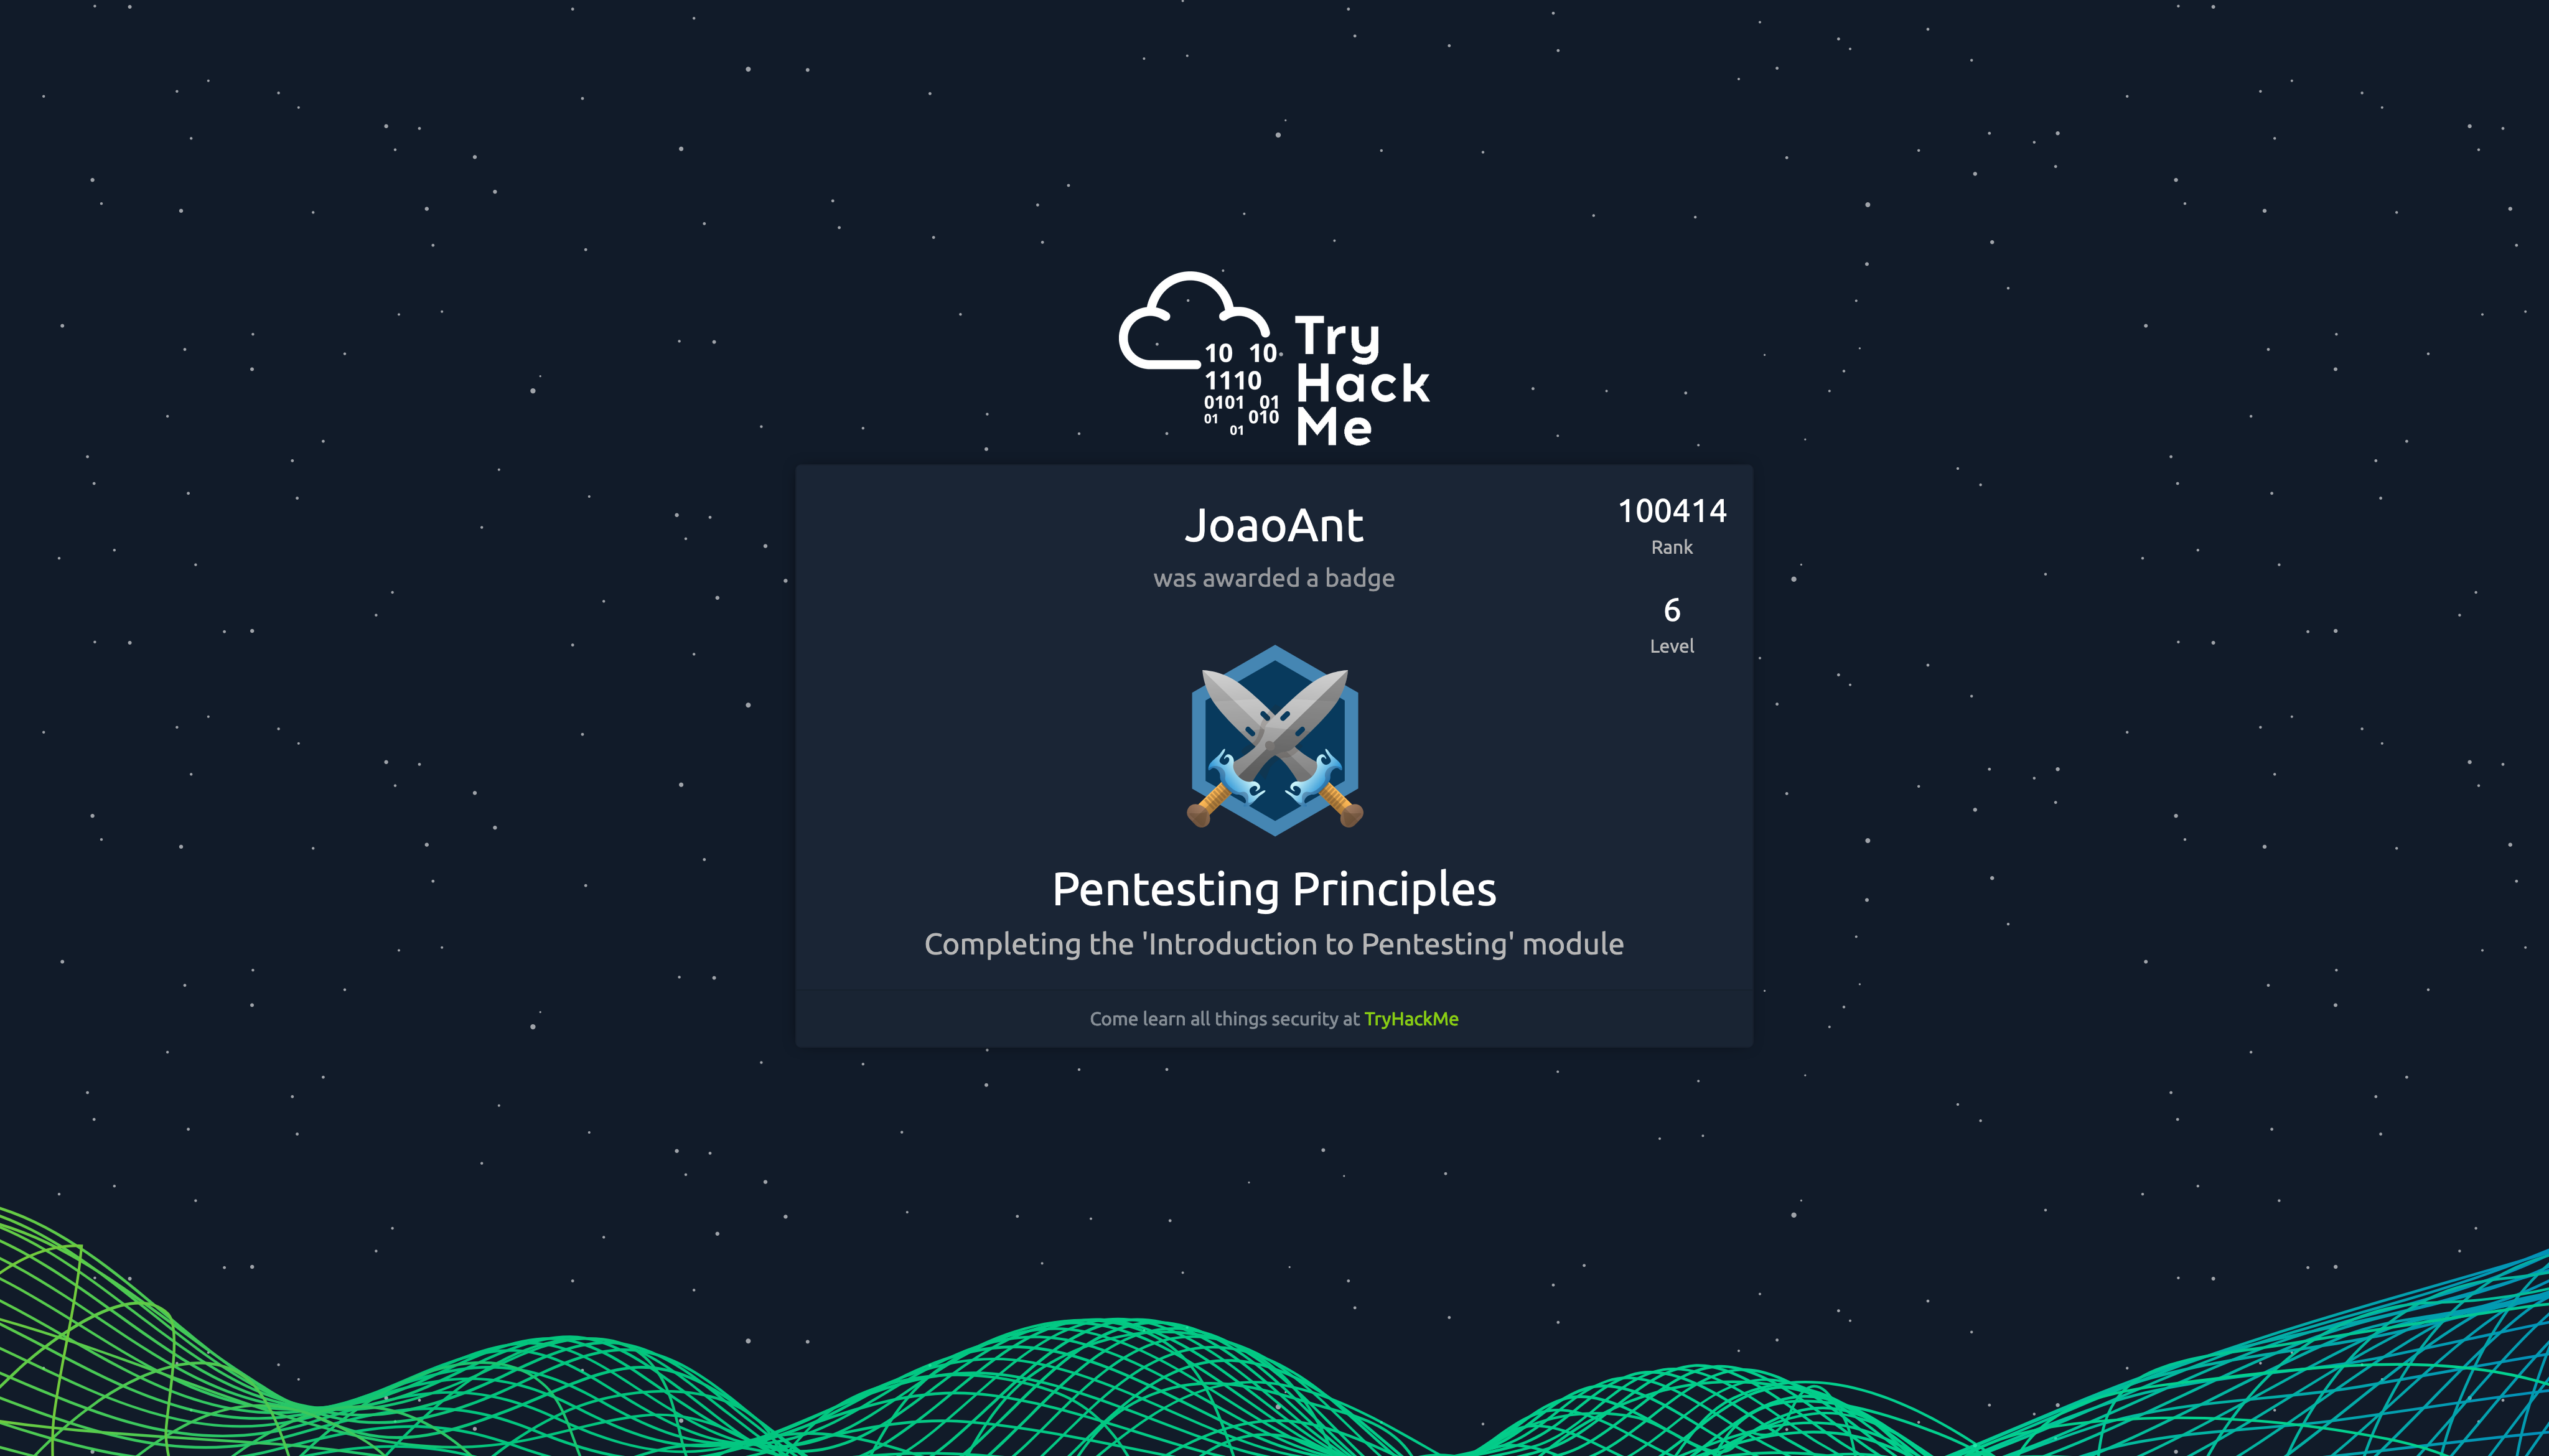 10 10
1110
0101 01
01 010
01
Try
Hack
Me
JoaoAnt
was awarded a badge
100414
Rank
6
Level
Pentesting Principles
Completing the 'Introduction to Pentesting' module
Come learn all things security at TryHackMe